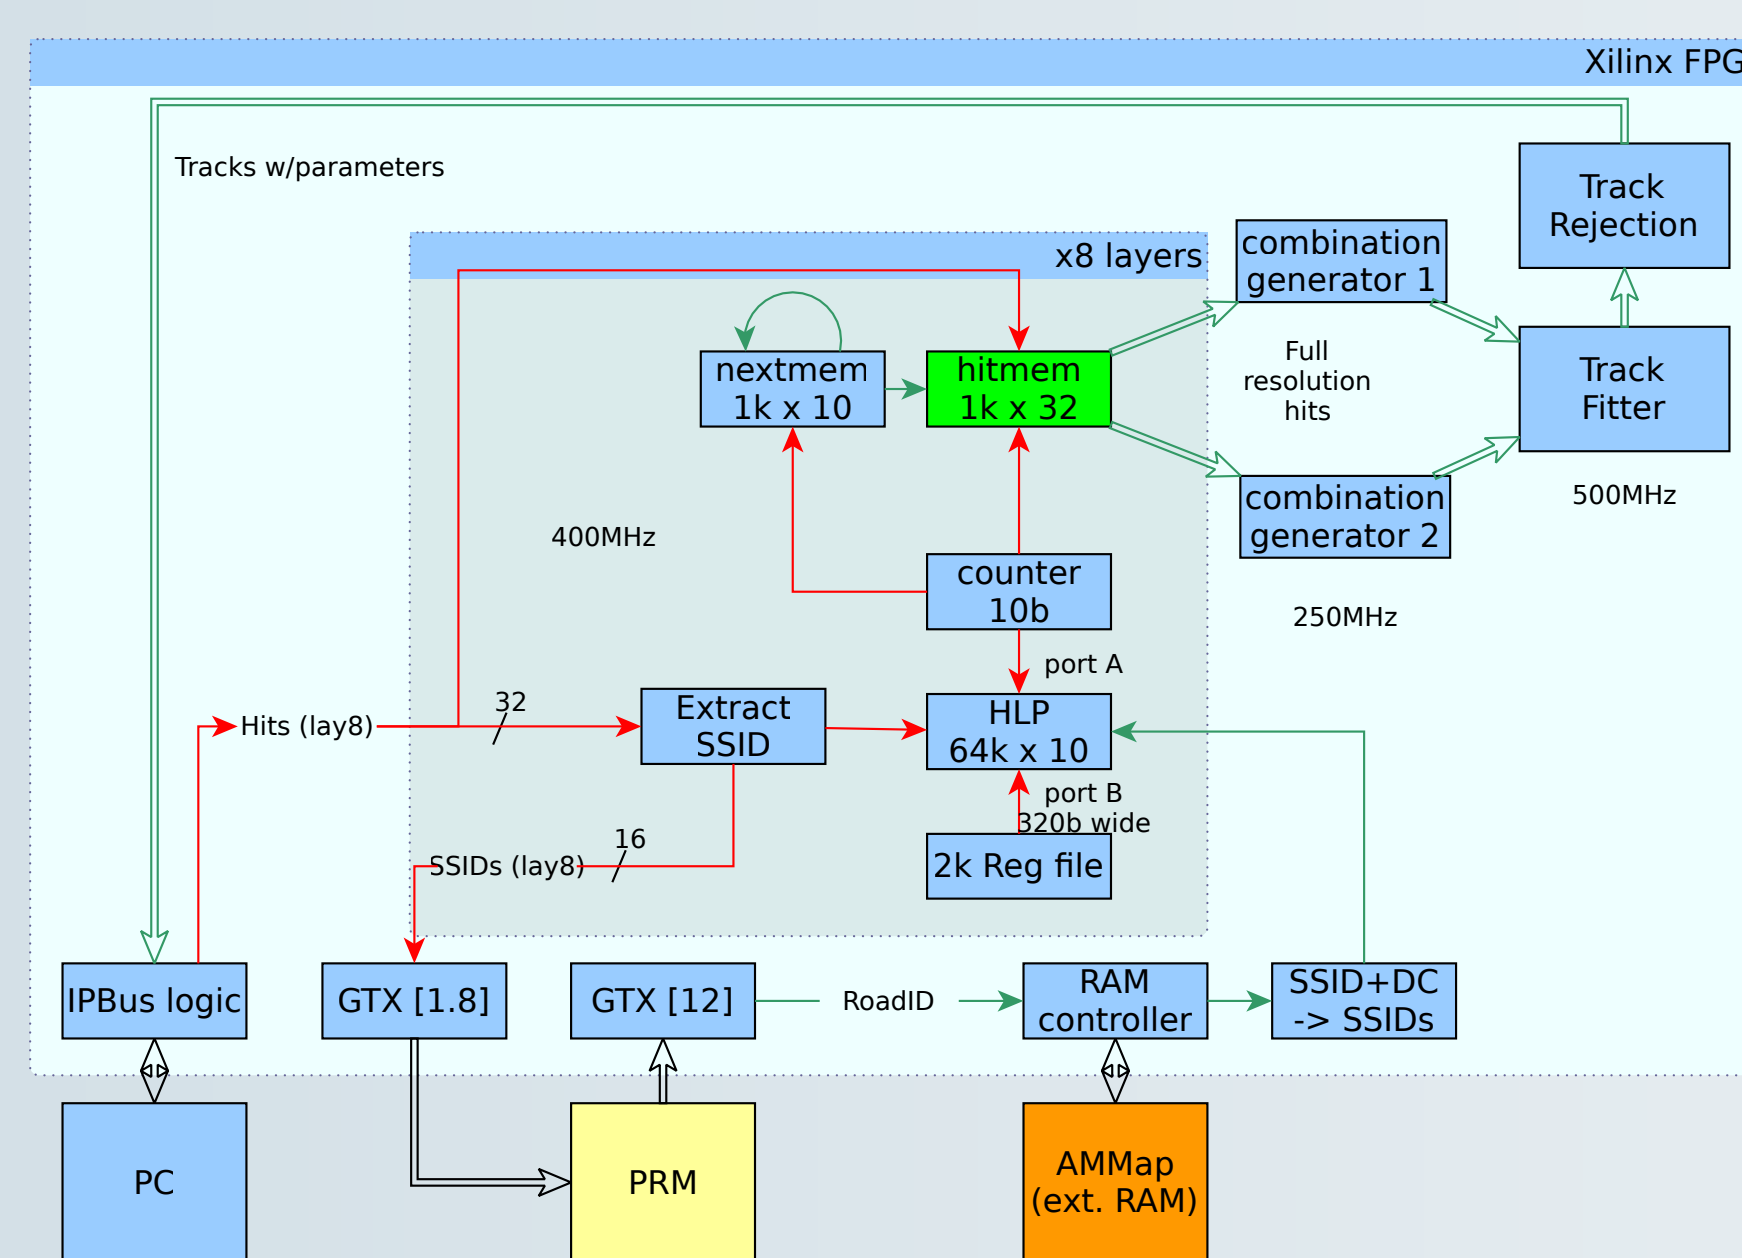 Xilinx FPG
Tracks w/parameters
Track
Rejection
x8 layers
combination
generator 1
nextmem
1k x 10
hitmem
1k x 32
Full
resolution
hits
Track
Fitter
combination
generator 2
500MHz
400MHz
counter
10b
250MHz
port A
32
Hits (lay8)
Extract
SSID
HLP
64k x 10
port B
320b wide
16
SSIDs (lay8)
2k Reg file
IPBus logic
GTX [1.8]
GTX [12]
RoadID
RAM
controller
SSID+DC
-> SSIDs
PC
PRM
AMMap
(ext. RAM)